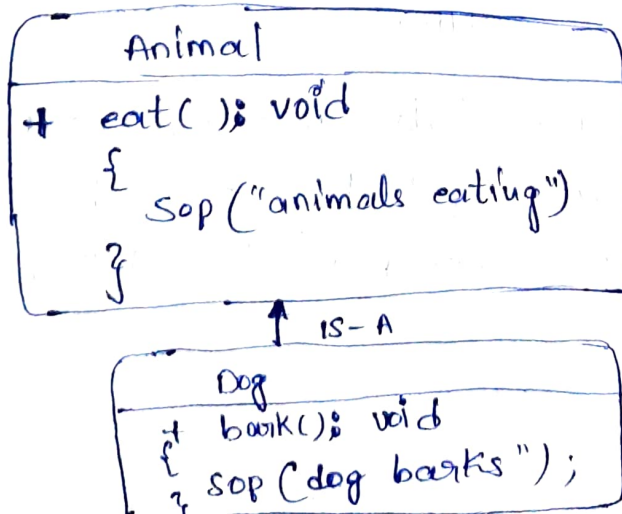 Animal
+ eat(): void
{
sop ("animals eating")
}
IS-A
Dog
+ bark(): void
{
} sop (dog barks");